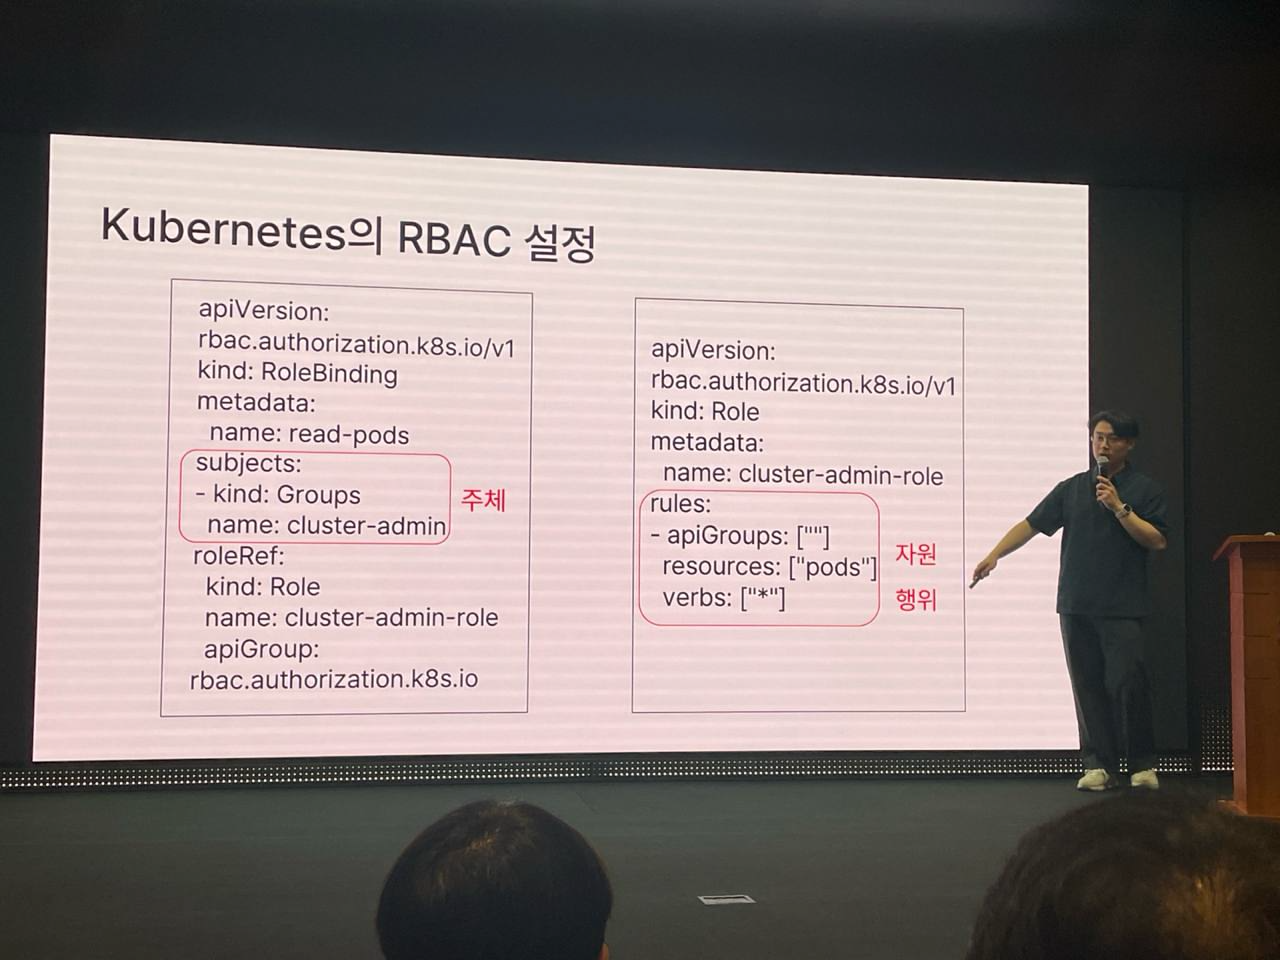 Kubernetes의 RBAC 설정
apiVersion:
rbac.authorization.k8s.io/v1
kind: RoleBinding
metadata:
name: read-pods
subjects:
- kind: Groups
name: cluster-admin
주체
roleRef:
kind: Role
name: cluster-admin-role
apiGroup:
rbac.authorization.k8s.io
apiVersion:
rbac.authorization.k8s.io/v1
kind: Role
metadata:
name: cluster-admin-role
rules:
- apiGroups: [""]
resources: ["pods"]
verbs: ["*"]
자원
행위